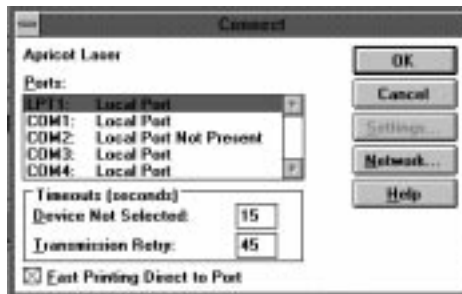 Connect
Apricot Laser
Ports:
LPT1: Local Port
COM1: Local Port
COM2: Local Port Not Present
COM3: Local Port
COM4: Local Port
Timeouts (seconds)
Device Not Selected: 15
Transmission Retry: 45
Fast Printing Direct to Port
OK
Cancel
Settings...
Network...
Help